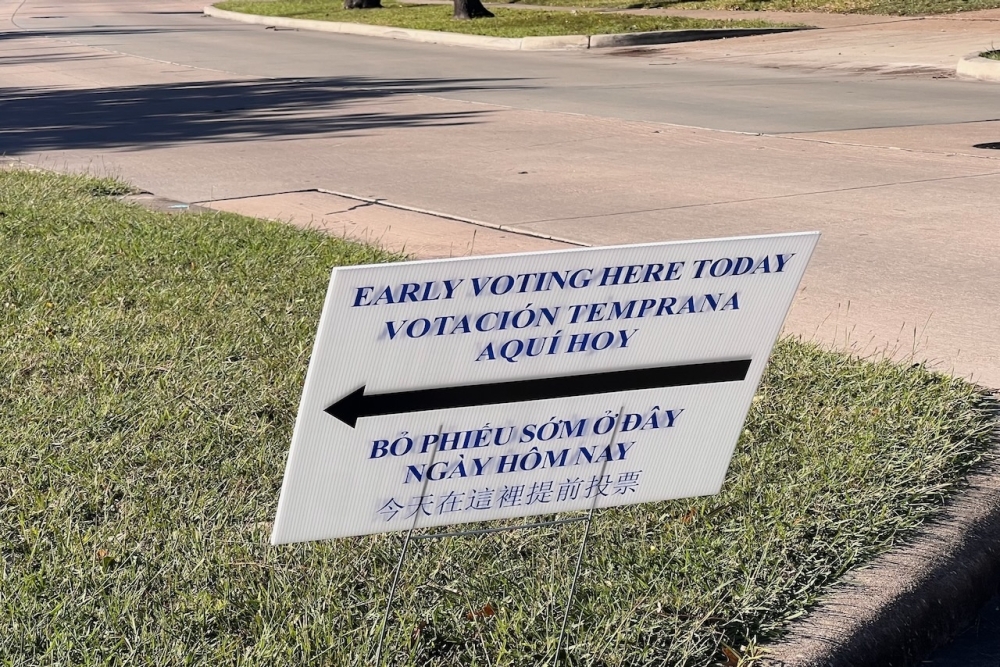 EARLY VOTING HERE TODAY
VOTACIÓN TEMPRANA
AQUÍ HOY
BỎ PHIẾU SỚM Ở ĐÂY
NGÀY HÔM NAY
今天在這裡提前投票